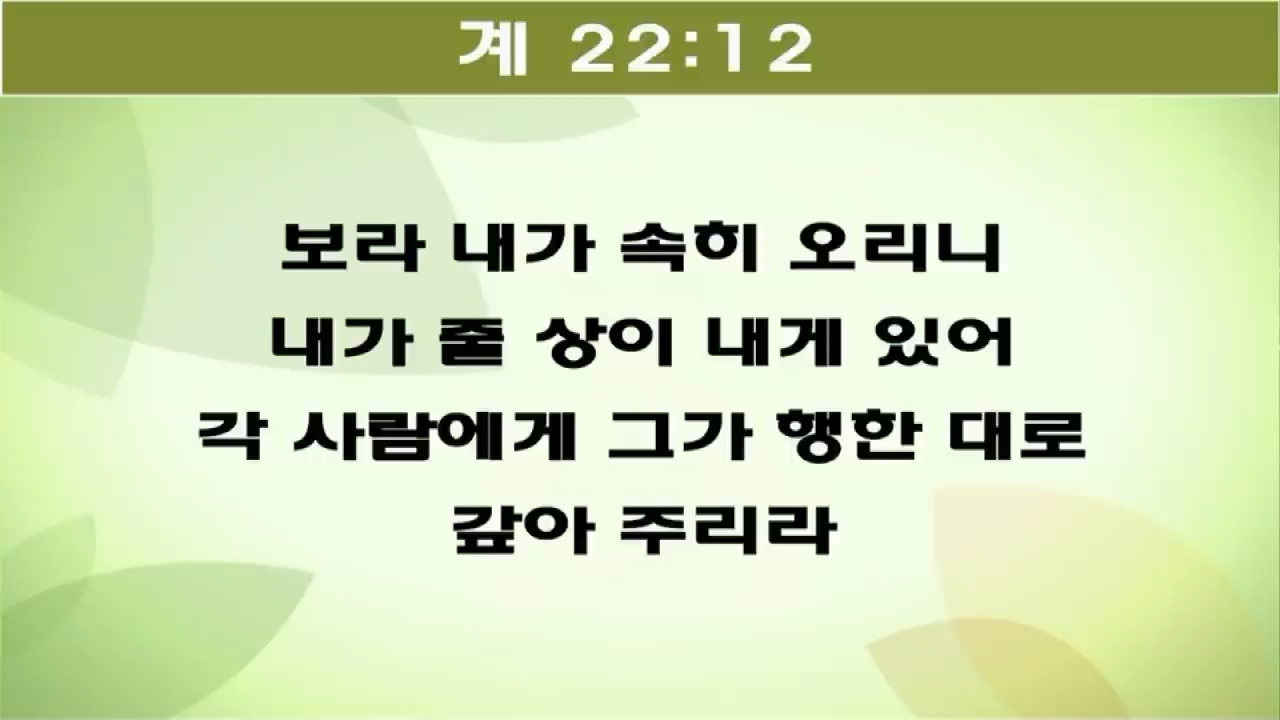 계 22:12
보라 내가 속히 오리니
내가 줄 상이 내게 있어
각 사람에게 그가 행한 대로
갚아 주리라